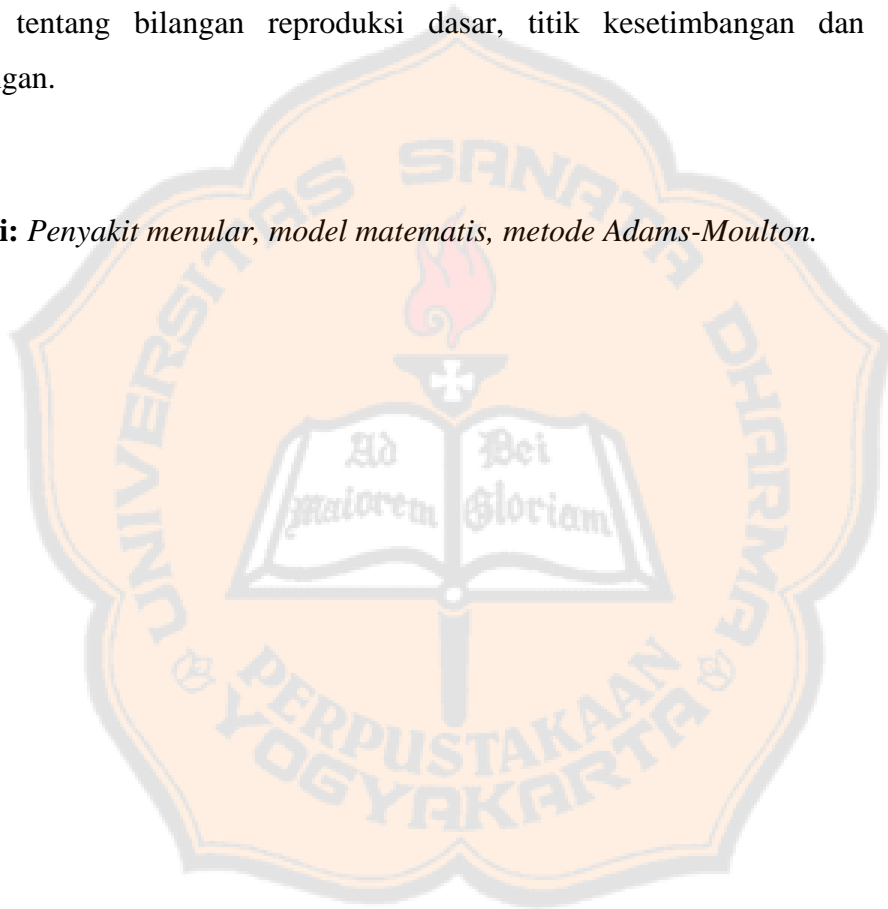 tentang bilangan reproduksi dasar, titik kesetimbangan dan
ngan.
i: Penyakit menular, model matematis, metode Adams-Moulton.
UNIVERSITAS SANATA DHARMA
Ad Maiorem
Dei Gloriam
PERPUSTAKAAN
YOGYAKARTA